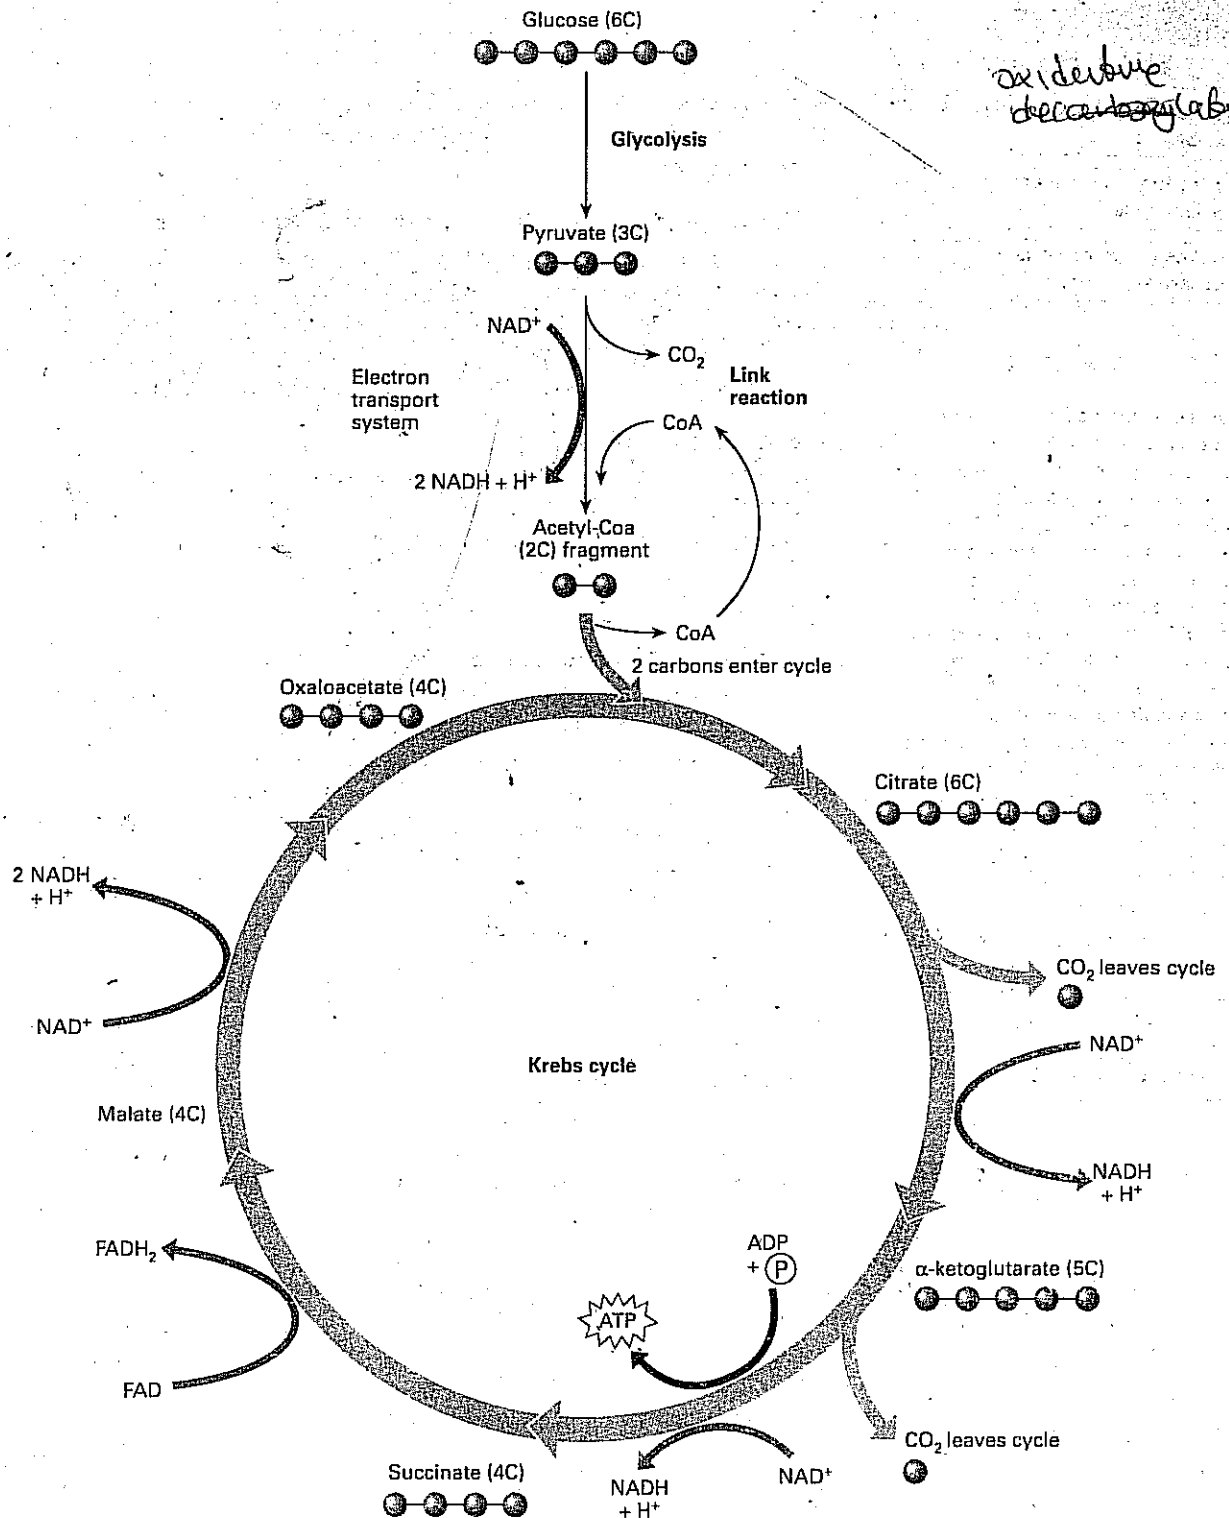 Glucose (6C)
Glycolysis
Pyruvate (3C)
NAD⁺
CO₂
Electron
transport
system
Link
reaction
CoA
2 NADH + H⁺
Acetyl-Coa
(2C) fragment
CoA
2 carbons enter cycle
Oxaloacetate (4C)
Citrate (6C)
2 NADH
+ H⁺
CO₂ leaves cycle
NAD⁺
NAD⁺
Krebs cycle
Malate (4C)
NADH
+ H⁺
FADH₂
ADP
+ P
α-ketoglutarate (5C)
ATP
FAD
CO₂ leaves cycle
Succinate (4C)
NADH
+ H⁺
NAD⁺